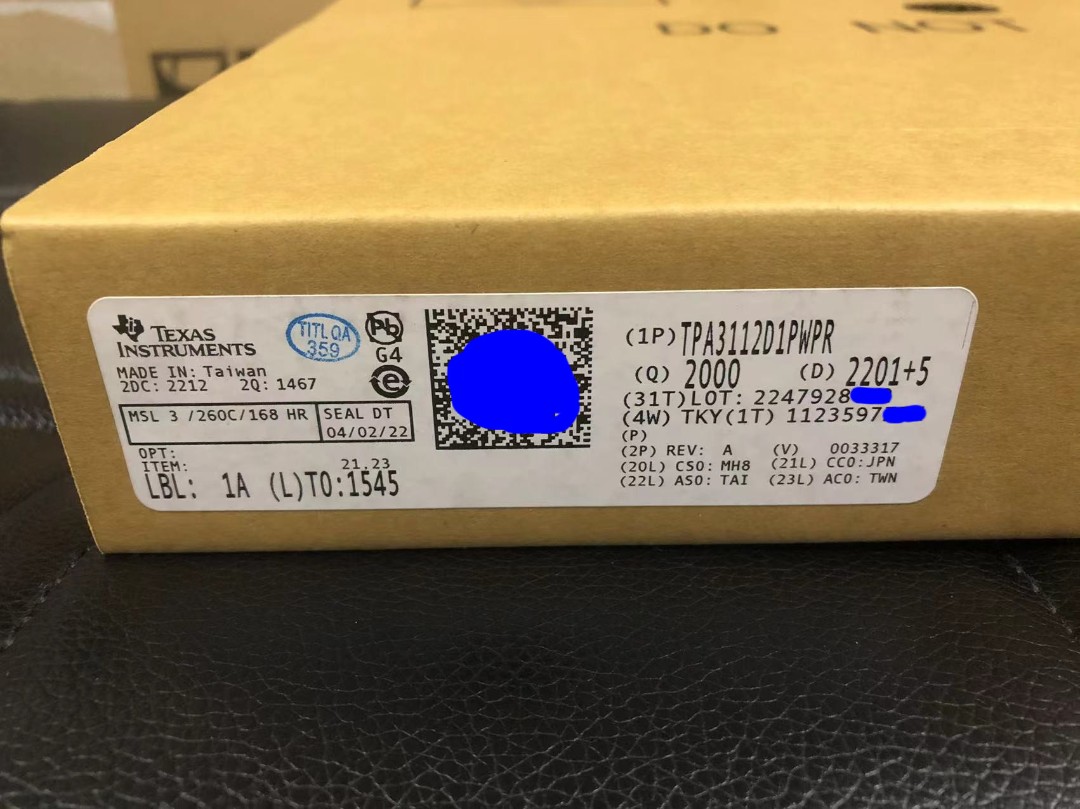 DO NOT
TEXAS
INSTRUMENTS
MADE IN: Taiwan
2DC: 2212 2Q: 1467
TITL QA
359
Pb
G4
e
MSL 3 /260C/168 HR
SEAL DT
04/02/22
OPT:
ITEM:
21.23
LBL: 1A (L)TO:1545
(1P)TPA3112D1PWPR
(Q) 2000 (D) 2201+5
(31T)LOT: 2247928
(4W) TKY(1T) 1123597
(P)
(2P) REV: A (V) 0033317
(20L) CSO: MH8 (21L) CCO:JPN
(22L) ASO: TAI (23L) ACO: TWN